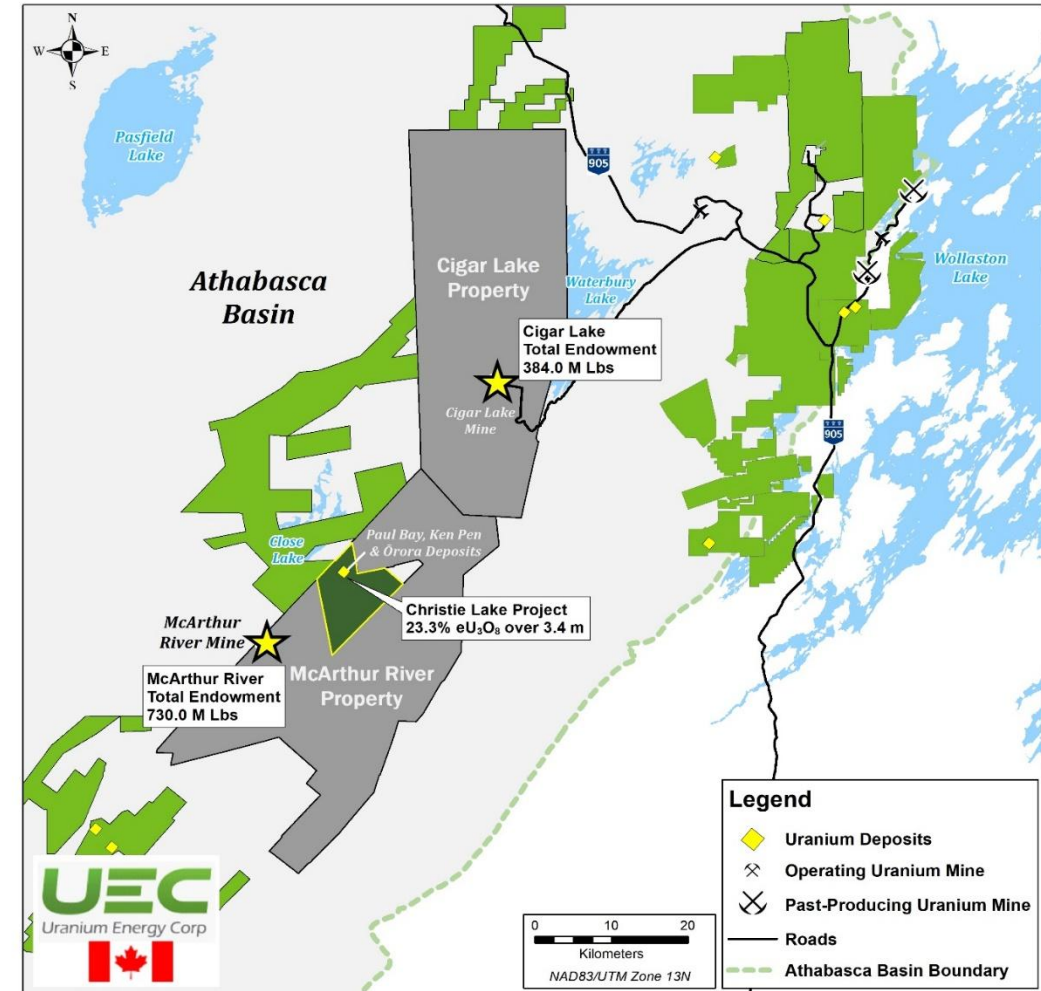 N
W E
S
Pasfield
Lake
905
Athabasca
Basin
Cigar Lake
Property
Waterbury
Lake
Wollaston
Lake
Cigar Lake
Total Endowment
384.0 M Lbs
Cigar Lake
Mine
905
Paul Bay, Ken Pen
& Õrora Deposits
Close
Lake
Christie Lake Project
23.3% eU₃O₈ over 3.4 m
McArthur
River Mine
McArthur River
Property
McArthur River
Total Endowment
730.0 M Lbs
Legend
Uranium Deposits
Operating Uranium Mine
Past-Producing Uranium Mine
Roads
Athabasca Basin Boundary
0 10 20
Kilometers
NAD83/UTM Zone 13N
UEC
Uranium Energy Corp